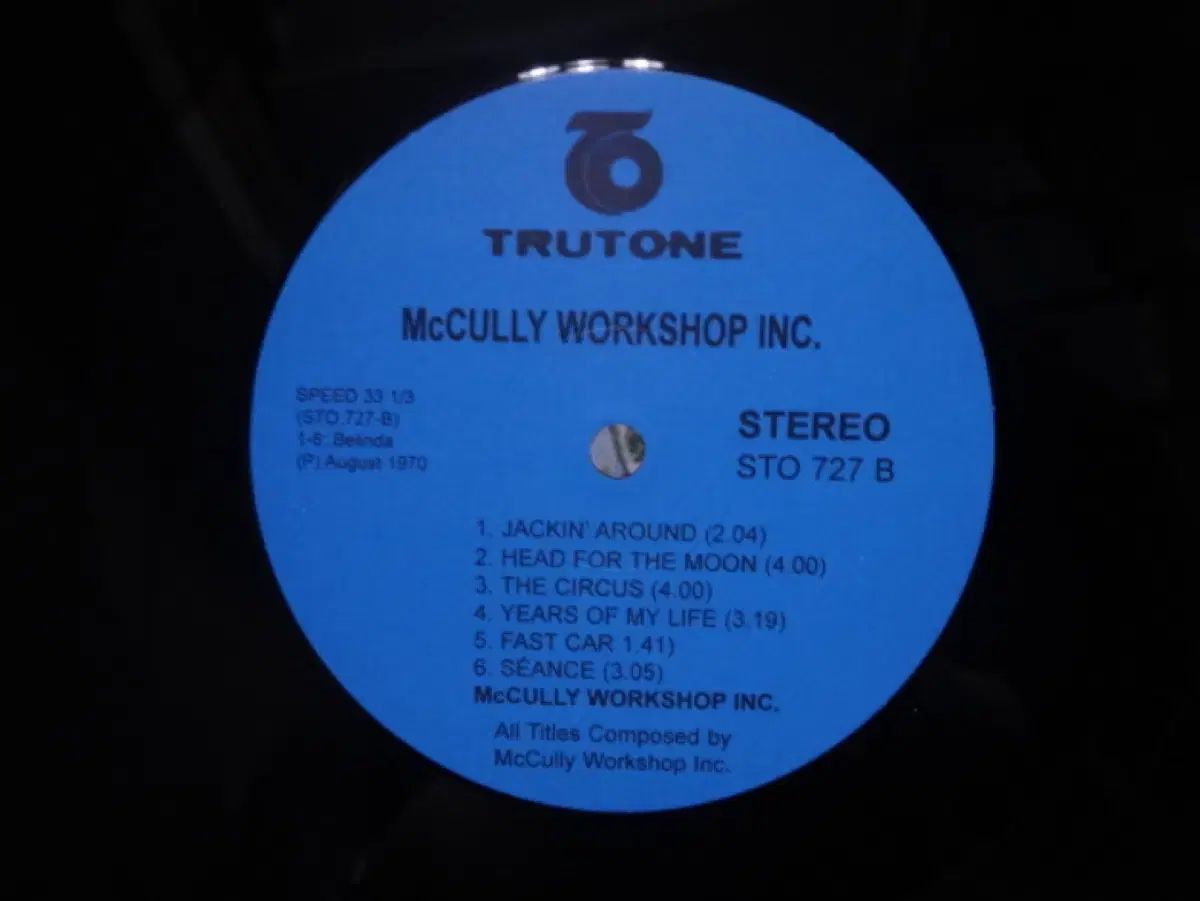 TRUTONE
McCULLY WORKSHOP INC.
SPEED 33 1/3
(STO 727-B)
1-6: Belinda
(P) August 1970
STEREO
STO 727 B
1. JACKIN' AROUND (2.04)
2. HEAD FOR THE MOON (4.00)
3. THE CIRCUS (4.00)
4. YEARS OF MY LIFE (3.19)
5. FAST CAR 1.41)
6. SÉANCE (3.05)
McCULLY WORKSHOP INC.
All Titles Composed by
McCully Workshop Inc.